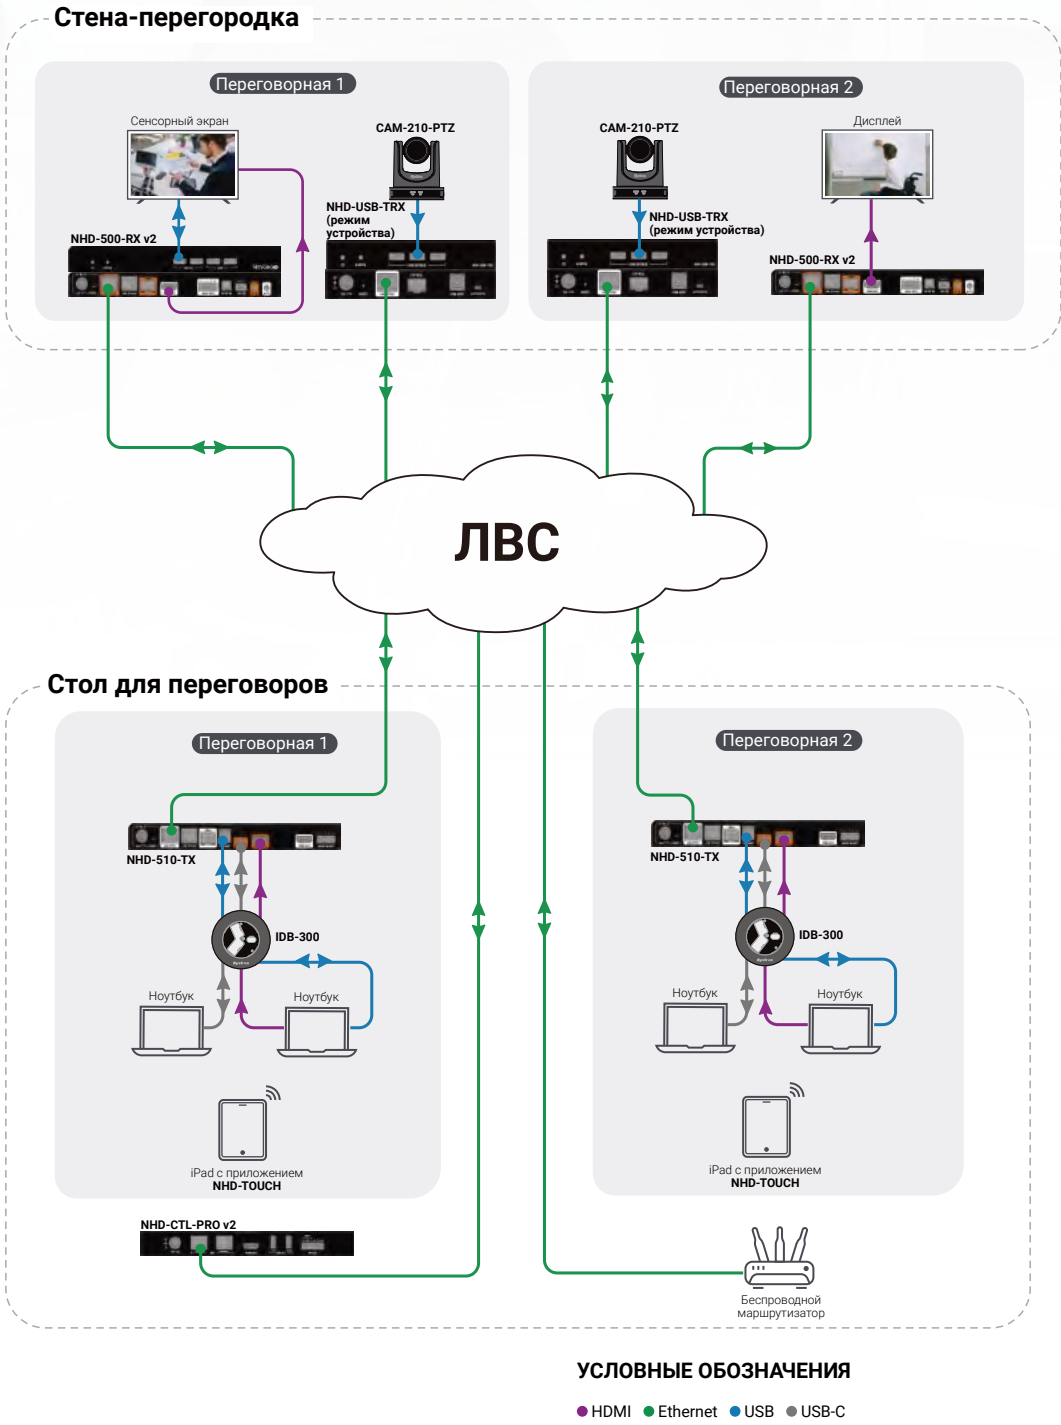 Стена-перегородка
Переговорная 1
Переговорная 2
Сенсорный экран
CAM-210-PTZ
CAM-210-PTZ
Дисплей
NHD-USB-TRX
(режим
устройства)
NHD-500-RX v2
NHD-USB-TRX
(режим устройства)
NHD-500-RX v2
ЛВС
Стол для переговоров
Переговорная 1
Переговорная 2
NHD-510-TX
NHD-510-TX
IDB-300
IDB-300
Ноутбук
Ноутбук
Ноутбук
Ноутбук
iPad с приложением
NHD-TOUCH
iPad с приложением
NHD-TOUCH
NHD-CTL-PRO v2
Беспроводной
маршрутизатор
УСЛОВНЫЕ ОБОЗНАЧЕНИЯ
HDMI Ethernet USB USB-C